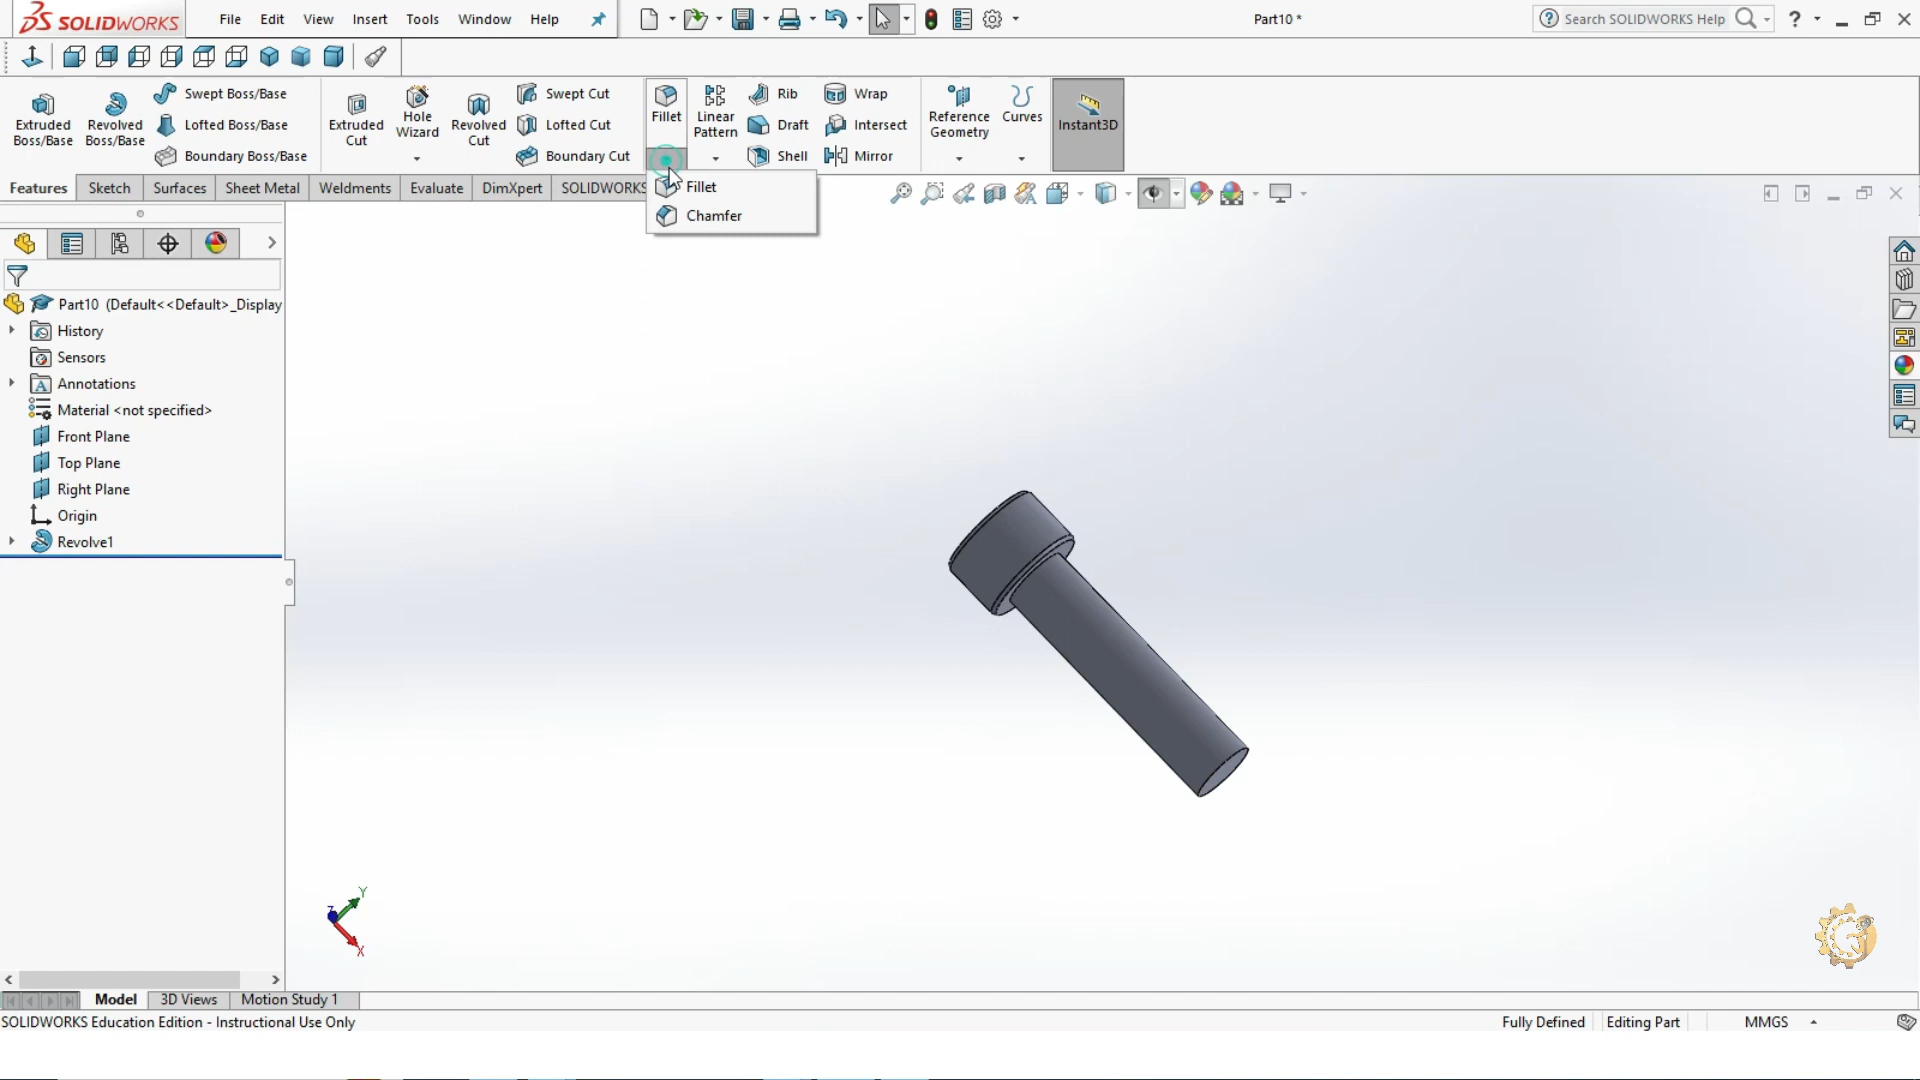 SOLIDWORKS File Edit View Insert Tools Window Help Part10 * Search SOLIDWORKS Help ?
Extruded Boss/Base
Revolved Boss/Base
Swept Boss/Base
Lofted Boss/Base
Boundary Boss/Base
Extruded Cut
Hole Wizard
Revolved Cut
Swept Cut
Lofted Cut
Boundary Cut
Fillet
Linear Pattern
Rib
Draft
Shell
Wrap
Intersect
Mirror
Reference Geometry
Curves
Instant3D
Features Sketch Surfaces Sheet Metal Weldments Evaluate DimXpert SOLIDWORKS
Fillet
Chamfer
Part10 (Default<<Default>_Display
History
Sensors
Annotations
Material <not specified>
Front Plane
Top Plane
Right Plane
Origin
Revolve1
Y
Z
X
Model 3D Views Motion Study 1
SOLIDWORKS Education Edition - Instructional Use Only Fully Defined Editing Part MMGS